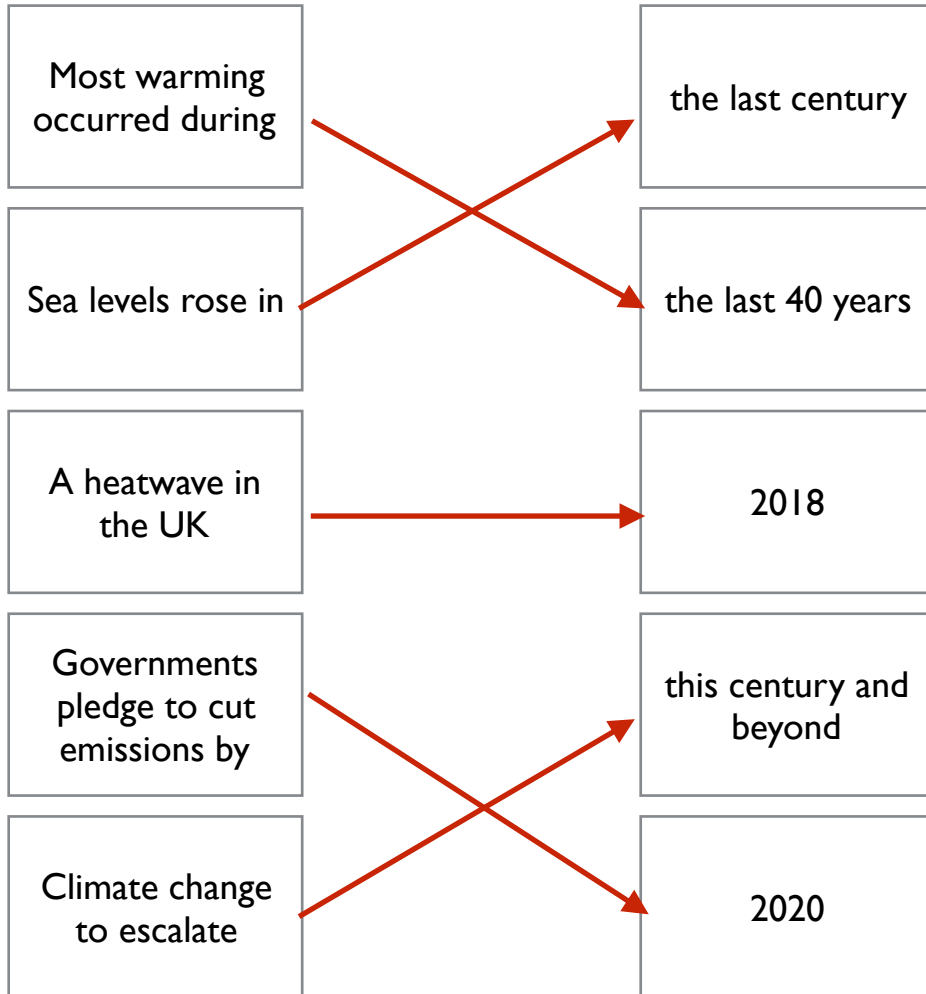 Most warming
occurred during
the last century
Sea levels rose in
the last 40 years
A heatwave in
the UK
2018
Governments
pledge to cut
emissions by
this century and
beyond
Climate change
to escalate
2020